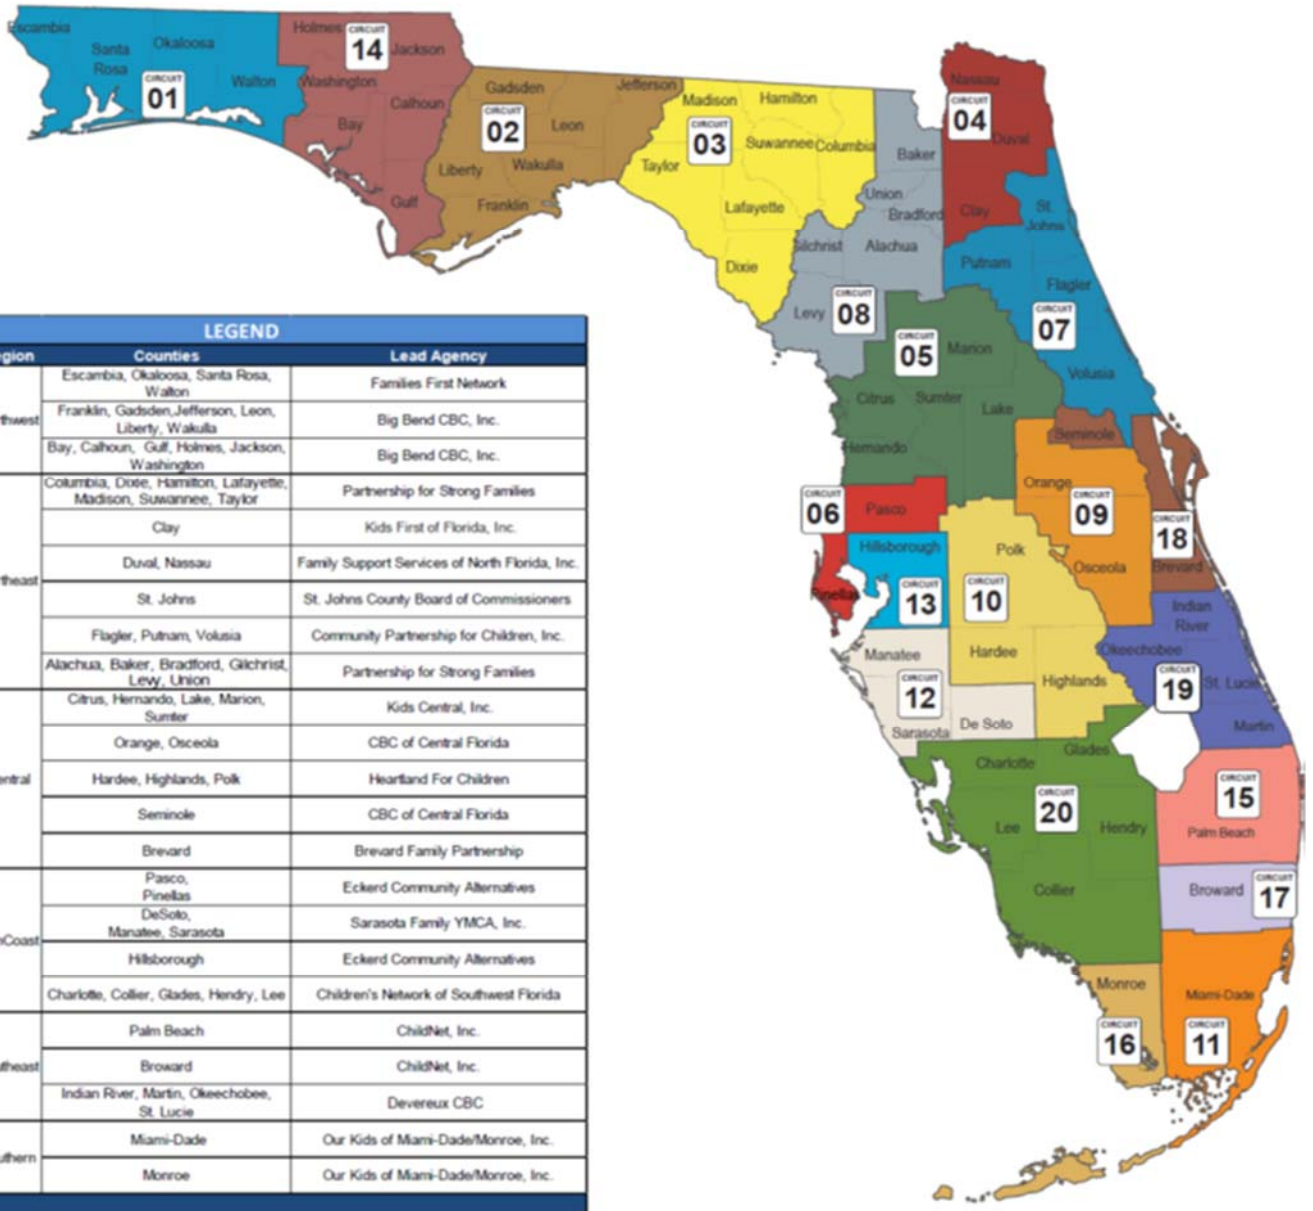 Escambia
Santa
Rosa
Okaloosa
Walton
CIRCUIT
01
Holmes
CIRCUIT
14
Jackson
Washington
Calhoun
Bay
Gulf
Gadsden
Jefferson
CIRCUIT
02
Leon
Liberty
Wakulla
Franklin
Madison
Hamilton
CIRCUIT
03
Suwannee
Columbia
Taylor
Lafayette
Dixie
Nassau
CIRCUIT
04
Duval
Clay
Baker
Union
Bradford
Gilchrist
Alachua
Levy
CIRCUIT
08
St.
Johns
Putnam
Flagler
CIRCUIT
07
Volusia
CIRCUIT
05
Marion
Citrus
Sumter
Lake
Hernando
Seminole
Orange
CIRCUIT
09
Osceola
CIRCUIT
06
Pasco
Pinellas
Hillsborough
CIRCUIT
13
Polk
CIRCUIT
10
Hardee
Highlands
CIRCUIT
18
Brevard
Indian
River
Okeechobee
CIRCUIT
19
St. Lucie
Martin
Manatee
CIRCUIT
12
Sarasota
De Soto
Charlotte
Glades
CIRCUIT
20
Lee
Hendry
Collier
CIRCUIT
15
Palm Beach
Broward
CIRCUIT
17
Monroe
CIRCUIT
16
Miami-Dade
CIRCUIT
11
LEGEND
egion Counties Lead Agency
Escambia, Okaloosa, Santa Rosa,
Walton
Families First Network
thwest
Franklin, Gadsden,Jefferson, Leon,
Liberty, Wakulla
Big Bend CBC, Inc.
Bay, Calhoun, Gulf, Holmes, Jackson,
Washington
Big Bend CBC, Inc.
Columbia, Dixie, Hamilton, Lafayette,
Madison, Suwannee, Taylor
Partnership for Strong Families
Clay Kids First of Florida, Inc.
Duval, Nassau Family Support Services of North Florida, Inc.
theast
St. Johns St. Johns County Board of Commissioners
Flagler, Putnam, Volusia Community Partnership for Children, Inc.
Alachua, Baker, Bradford, Gilchrist,
Levy, Union
Partnership for Strong Families
Citrus, Hernando, Lake, Marion,
Sumter
Kids Central, Inc.
Orange, Osceola CBC of Central Florida
entral Hardee, Highlands, Polk Heartland For Children
Seminole CBC of Central Florida
Brevard Brevard Family Partnership
Pasco,
Pinellas
Eckerd Community Alternatives
DeSoto,
Manatee, Sarasota
Sarasota Family YMCA, Inc.
nCoast
Hillsborough Eckerd Community Alternatives
Charlotte, Collier, Glades, Hendry, Lee Children's Network of Southwest Florida
Palm Beach ChildNet, Inc.
theast Broward ChildNet, Inc.
Indian River, Martin, Okeechobee,
St. Lucie
Devereux CBC
Miami-Dade Our Kids of Miami-Dade/Monroe, Inc.
uthern
Monroe Our Kids of Miami-Dade/Monroe, Inc.